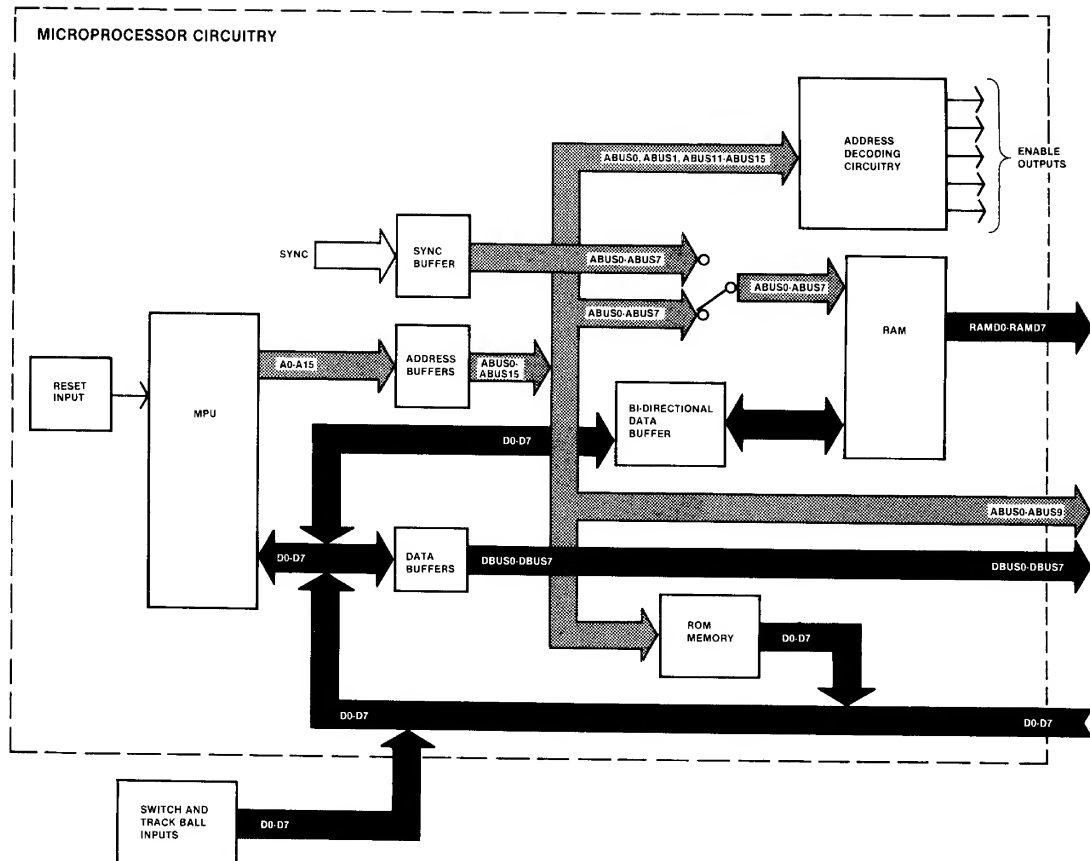 MICROPROCESSOR CIRCUITRY
ADDRESS
DECODING
CIRCUITRY
ENABLE
OUTPUTS
ABUS0, ABUS1, ABUS11-ABUS15
SYNC
SYNC
BUFFER
ABUS0-ABUS7
ABUS0-ABUS7
ABUS0-ABUS7
RAM
RAMD0-RAMD7
RESET
INPUT
MPU
A0-A15
ADDRESS
BUFFERS
ABUS0-
ABUS15
D0-D7
BI-DIRECTIONAL
DATA
BUFFER
ABUS0-ABUS9
D0-D7
DATA
BUFFERS
DBUS0-DBUS7
DBUS0-DBUS7
ROM
MEMORY
D0-D7
D0-D7
D0-D7
SWITCH AND
TRACK BALL
INPUTS
D0-D7